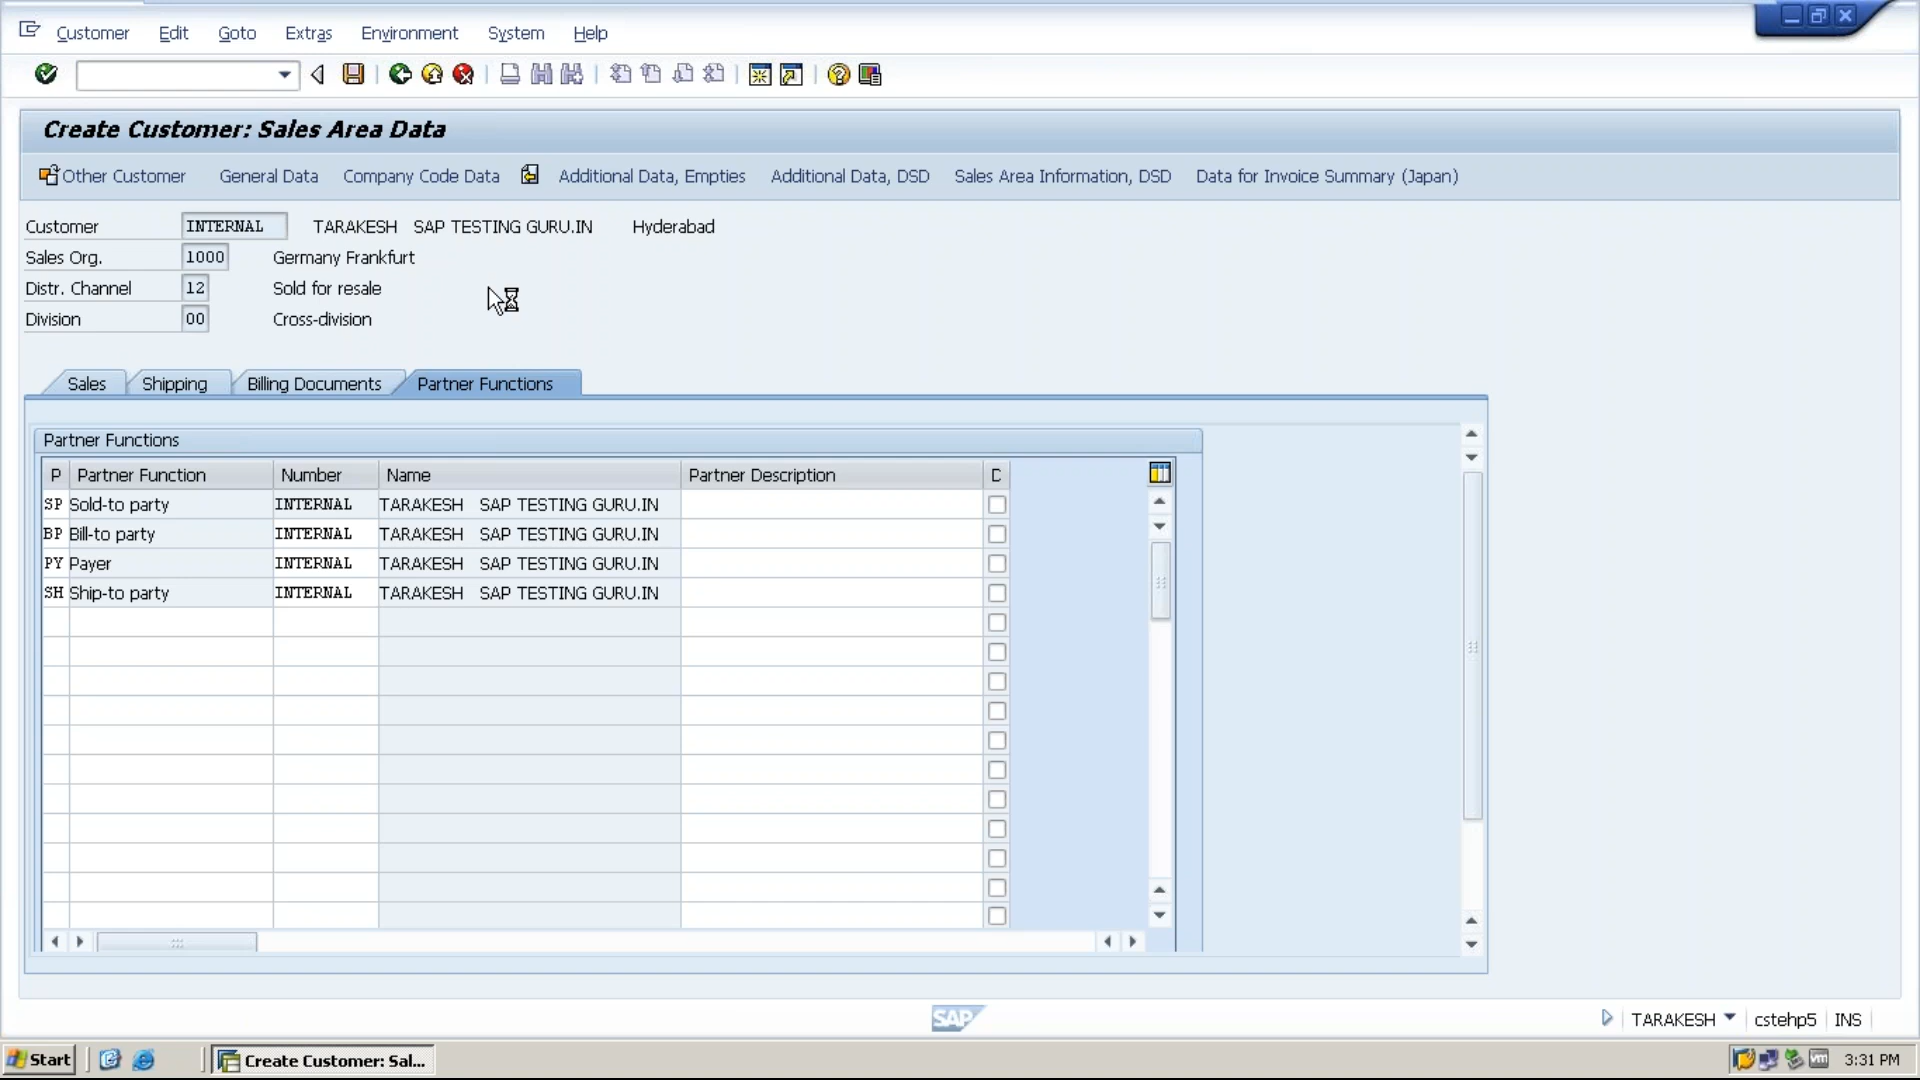 Customer Edit Goto Extras Environment System Help
Create Customer: Sales Area Data
Other Customer General Data Company Code Data Additional Data, Empties Additional Data, DSD Sales Area Information, DSD Data for Invoice Summary (Japan)
Customer INTERNAL TARAKESH SAP TESTING GURU.IN Hyderabad
Sales Org. 1000 Germany Frankfurt
Distr. Channel 12 Sold for resale
Division 00 Cross-division
Sales Shipping Billing Documents Partner Functions
Partner Functions
P Partner Function Number Name Partner Description D
SP Sold-to party INTERNAL TARAKESH SAP TESTING GURU.IN
BP Bill-to party INTERNAL TARAKESH SAP TESTING GURU.IN
PY Payer INTERNAL TARAKESH SAP TESTING GURU.IN
SH Ship-to party INTERNAL TARAKESH SAP TESTING GURU.IN
SAP TARAKESH cstehp5 INS
Start Create Customer: Sal... 3:31 PM